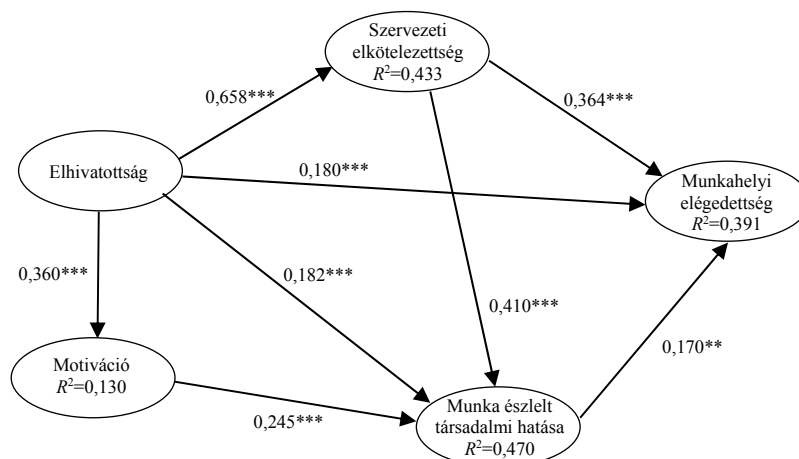 Szervezeti
elkötelezettség
R²=0,433
0,658***
0,364***
Elhivatottság
0,180***
Munkahelyi
elégedettség
R²=0,391
0,360***
0,182***
0,410***
0,170**
Motiváció
R²=0,130
0,245***
Munka észlelt
társadalmi hatása
R²=0,470